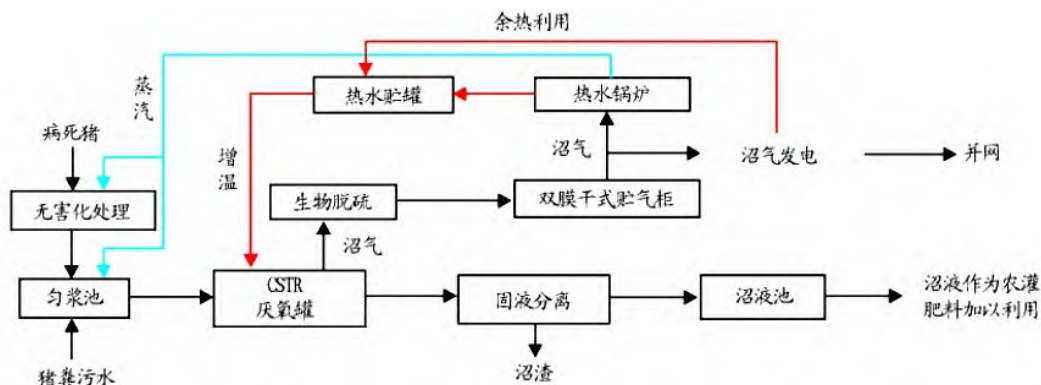 余热利用
蒸
汽
热水贮罐
热水锅炉
病死猪
增
温
沼气
沼气发电
并网
无害化处理
生物脱硫
双膜干式贮气柜
沼气
匀浆池
CSTR
厌氧罐
固液分离
沼液池
沼液作为农灌
肥料加以利用
猪粪污水
沼渣